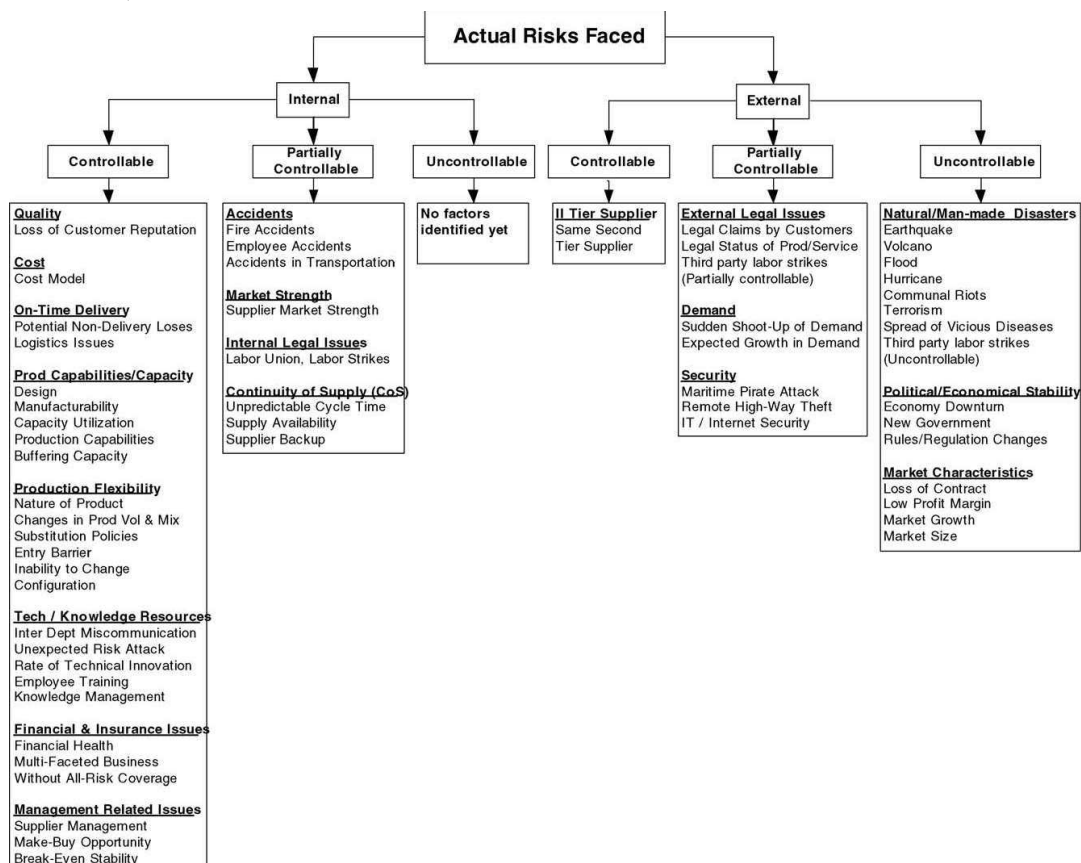 Actual Risks Faced
Internal
External
Controllable
Partially
Controllable
Uncontrollable
Controllable
Partially
Controllable
Uncontrollable
Quality
Loss of Customer Reputation
Cost
Cost Model
On-Time Delivery
Potential Non-Delivery Loses
Logistics Issues
Prod Capabilities/Capacity
Design
Manufacturability
Capacity Utilization
Production Capabilities
Buffering Capacity
Production Flexibility
Nature of Product
Changes in Prod Vol & Mix
Substitution Policies
Entry Barrier
Inability to Change
Configuration
Tech / Knowledge Resources
Inter Dept Miscommunication
Unexpected Risk Attack
Rate of Technical Innovation
Employee Training
Knowledge Management
Financial & Insurance Issues
Financial Health
Multi-Faceted Business
Without All-Risk Coverage
Management Related Issues
Supplier Management
Make-Buy Opportunity
Break-Even Stability
Accidents
Fire Accidents
Employee Accidents
Accidents in Transportation
Market Strength
Supplier Market Strength
Internal Legal Issues
Labor Union, Labor Strikes
Continuity of Supply (CoS)
Unpredictable Cycle Time
Supply Availability
Supplier Backup
No factors
identified yet
II Tier Supplier
Same Second
Tier Supplier
External Legal Issues
Legal Claims by Customers
Legal Status of Prod/Service
Third party labor strikes
(Partially controllable)
Demand
Sudden Shoot-Up of Demand
Expected Growth in Demand
Security
Maritime Pirate Attack
Remote High-Way Theft
IT / Internet Security
Natural/Man-made Disasters
Earthquake
Volcano
Flood
Hurricane
Communal Riots
Terrorism
Spread of Vicious Diseases
Third party labor strikes
(Uncontrollable)
Political/Economical Stability
Economy Downturn
New Government
Rules/Regulation Changes
Market Characteristics
Loss of Contract
Low Profit Margin
Market Growth
Market Size